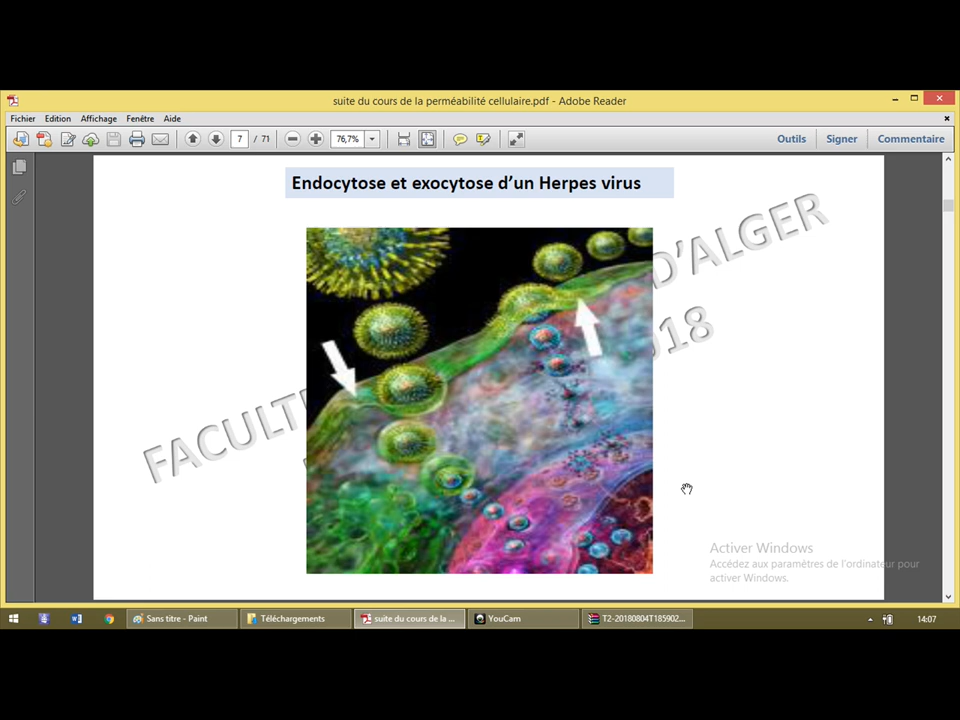 suite du cours de la perméabilité cellulaire.pdf - Adobe Reader
Fichier Edition Affichage Fenêtre Aide
7 / 71 76,7% Outils Signer Commentaire
Endocytose et exocytose d’un Herpes virus
D’ALGER
FACULTE
018
Activer Windows
Accédez aux paramètres de l'ordinateur pour
activer Windows.
Sans titre - Paint Téléchargements suite du cours de la ... YouCam T2-20180804T185902... 14:07